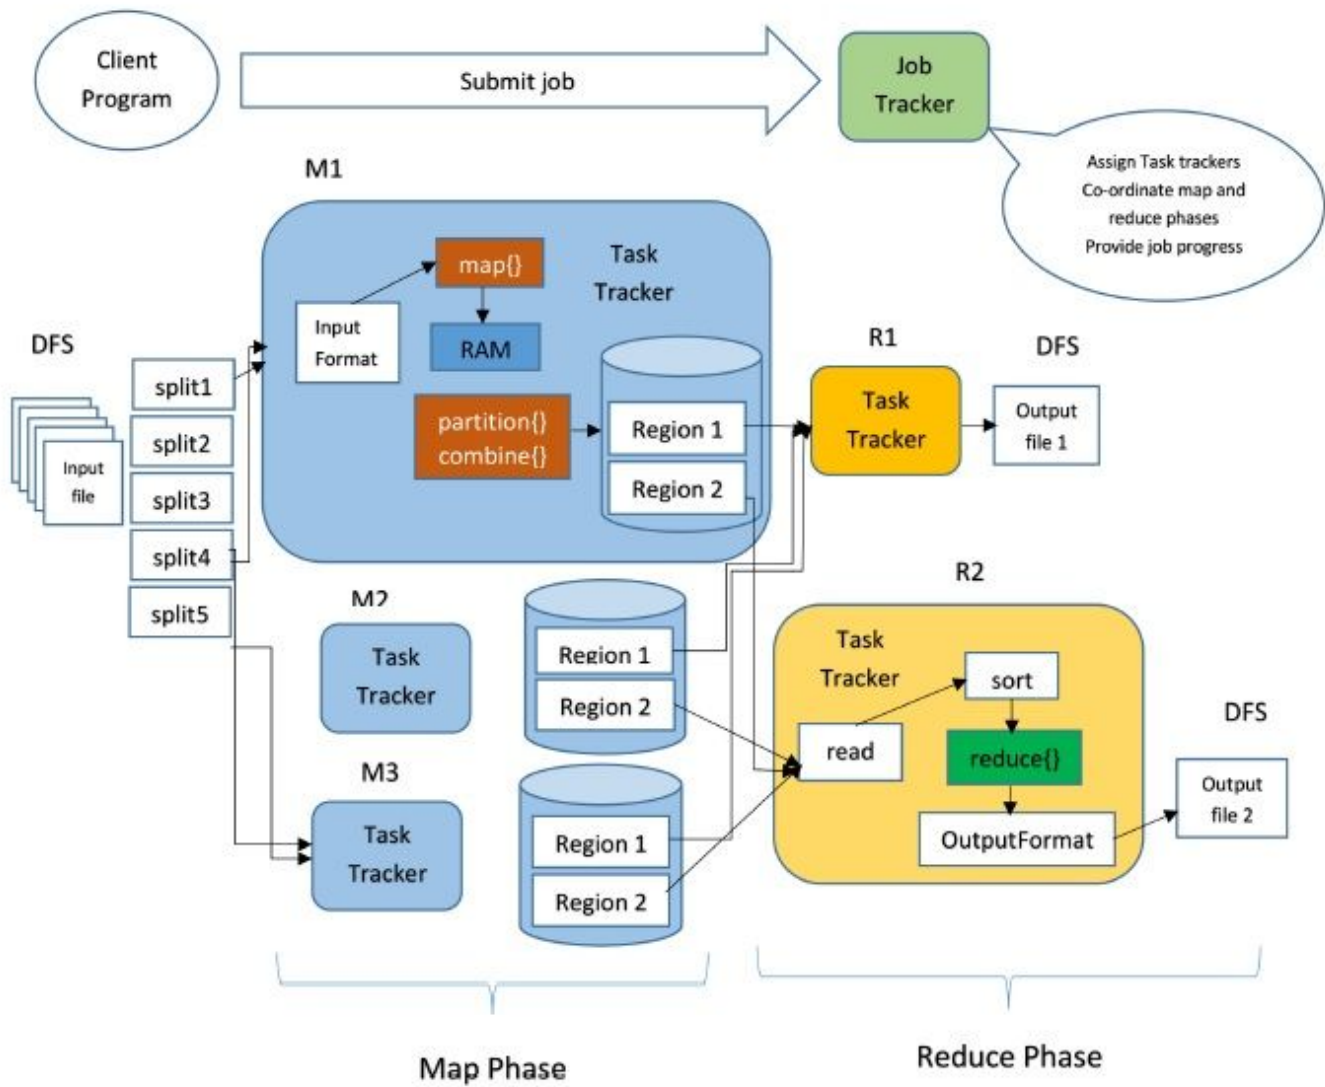 Client
Program
Submit job
Job
Tracker
Assign Task trackers
Co-ordinate map and
reduce phases
Provide job progress
M1
Task
Tracker
map{}
Input
Format
RAM
partition{}
combine{}
Region 1
Region 2
DFS
Input
file
split1
split2
split3
split4
split5
R1
Task
Tracker
DFS
Output
file 1
M2
Task
Tracker
Region 1
Region 2
M3
Task
Tracker
Region 1
Region 2
R2
Task
Tracker
sort
read
reduce{}
OutputFormat
DFS
Output
file 2
Map Phase
Reduce Phase